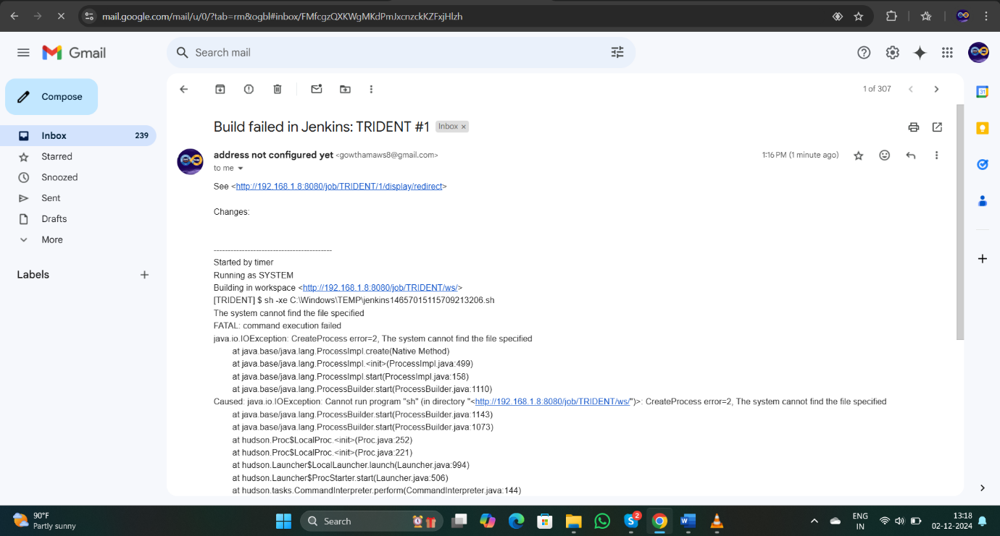 mail.google.com/mail/u/0/?tab=rm&ogbl#inbox/FMfcgzQXKWgMKdPmJxcnzckKZFxjHlzh
Gmail
Search mail
Compose
1 of 307
31
Inbox 239
Starred
Snoozed
Sent
Drafts
More
Labels
Build failed in Jenkins: TRIDENT #1 Inbox ×
address not configured yet <gowthamaws8@gmail.com>
1:16 PM (1 minute ago)
to me
See <http://192.168.1.8:8080/job/TRIDENT/1/display/redirect>
Changes:
------------------------------------------
Started by timer
Running as SYSTEM
Building in workspace <http://192.168.1.8:8080/job/TRIDENT/ws/>
[TRIDENT] $ sh -xe C:\Windows\TEMP\jenkins14657015115709213206.sh
The system cannot find the file specified
FATAL: command execution failed
java.io.IOException: CreateProcess error=2, The system cannot find the file specified
at java.base/java.lang.ProcessImpl.create(Native Method)
at java.base/java.lang.ProcessImpl.<init>(ProcessImpl.java:499)
at java.base/java.lang.ProcessImpl.start(ProcessImpl.java:158)
at java.base/java.lang.ProcessBuilder.start(ProcessBuilder.java:1110)
Caused: java.io.IOException: Cannot run program "sh" (in directory "<http://192.168.1.8:8080/job/TRIDENT/ws/")>: CreateProcess error=2, The system cannot find the file specified
at java.base/java.lang.ProcessBuilder.start(ProcessBuilder.java:1143)
at java.base/java.lang.ProcessBuilder.start(ProcessBuilder.java:1073)
at hudson.Proc$LocalProc.<init>(Proc.java:252)
at hudson.Proc$LocalProc.<init>(Proc.java:221)
at hudson.Launcher$LocalLauncher.launch(Launcher.java:994)
at hudson.Launcher$ProcStarter.start(Launcher.java:506)
at hudson.tasks.CommandInterpreter.perform(CommandInterpreter.java:144)
90°F
Partly sunny
Search
2
ENG
IN
13:18
02-12-2024